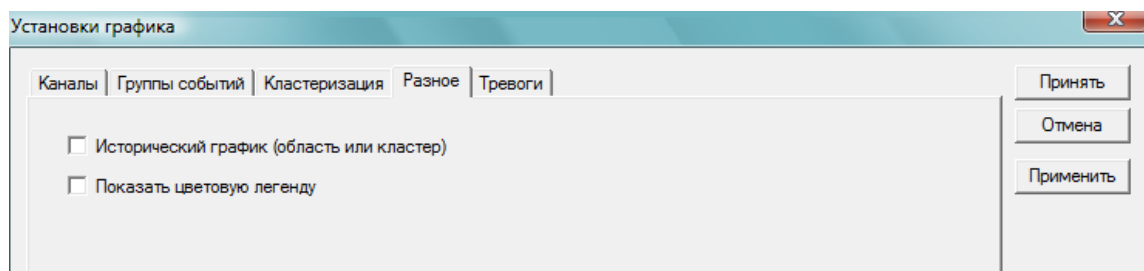 Установки графика
Каналы Группы событий Кластеризация Разное Тревоги
Принять
Отмена
Исторический график (область или кластер)
Применить
Показать цветовую легенду